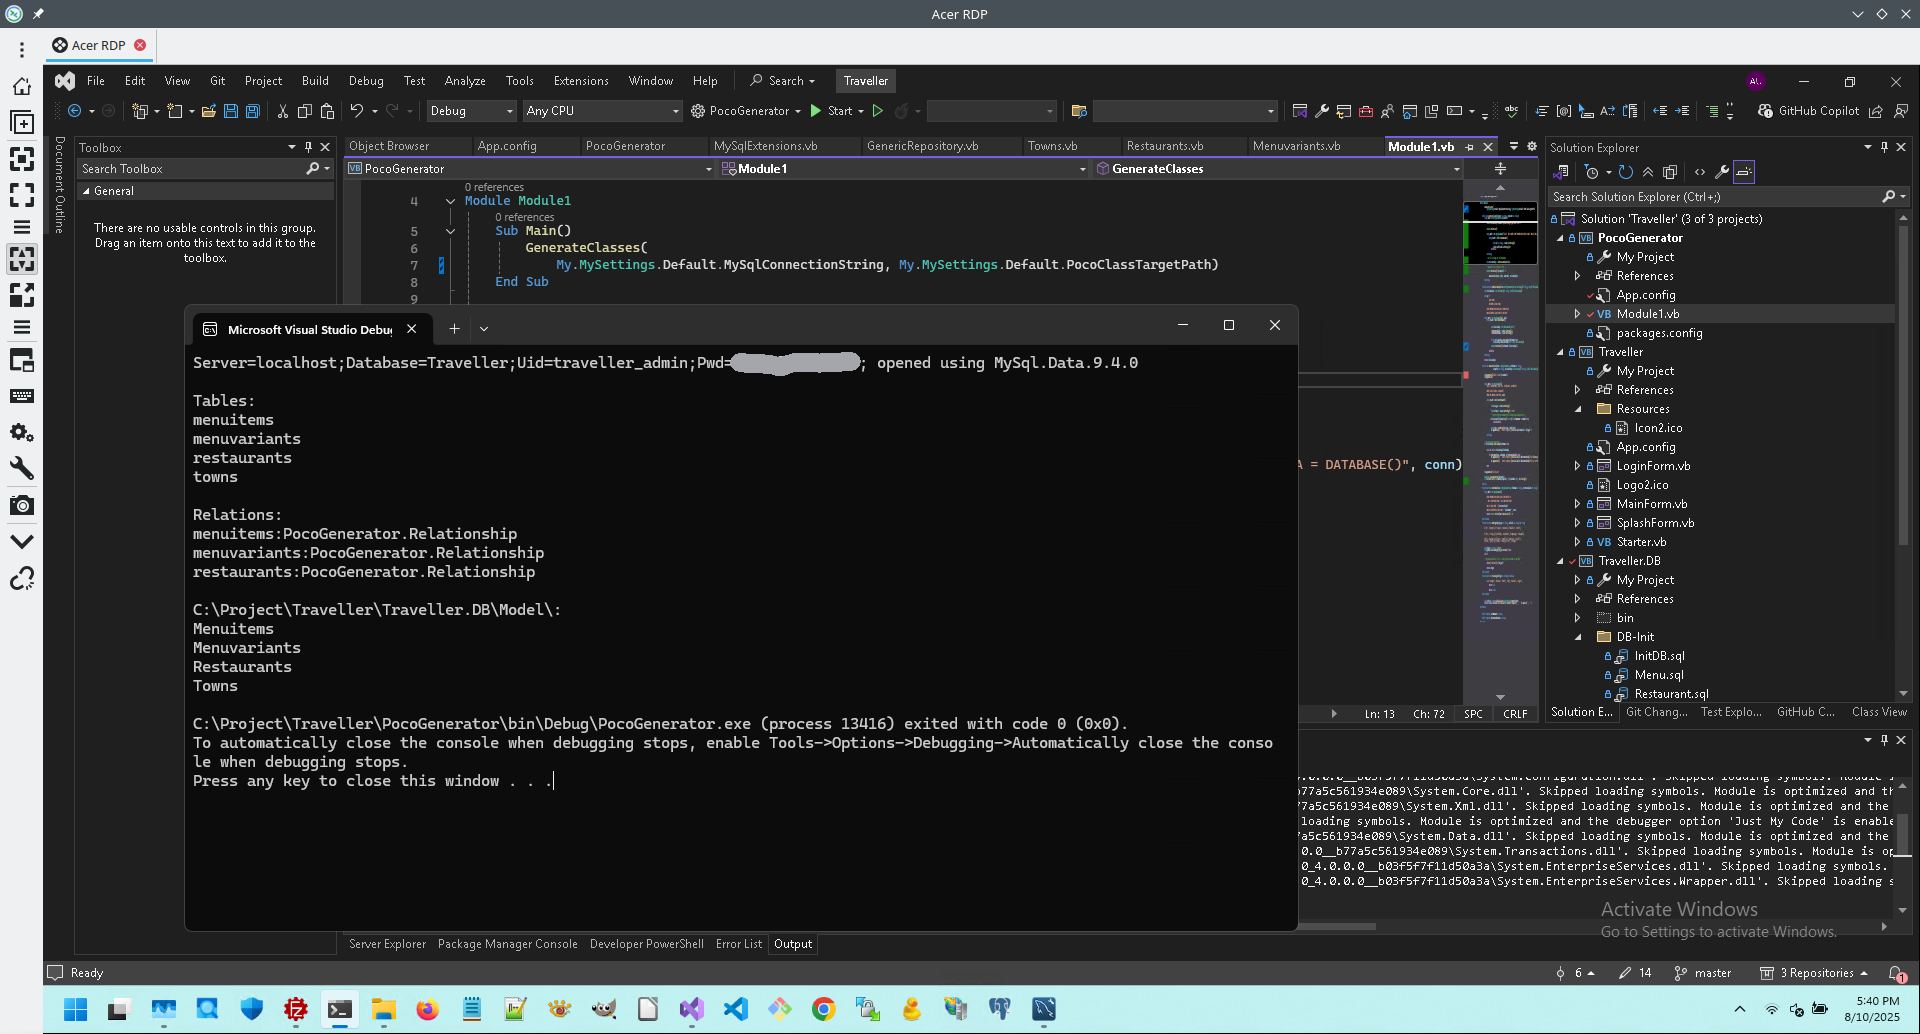 Acer RDP
Acer RDP
File Edit View Git Project Build Debug Test Analyze Tools Extensions Window Help Search Traveller
Debug Any CPU PocoGenerator Start GitHub Copilot
Document Outline
Toolbox
Search Toolbox
General
There are no usable controls in this group. Drag an item onto this text to add it to the toolbox.
Object Browser App.config PocoGenerator MySqlExtensions.vb GenericRepository.vb Towns.vb Restaurants.vb Menuvariants.vb Module1.vb
PocoGenerator Module1 GenerateClasses
0 references
4 Module Module1
0 references
5 Sub Main()
6 GenerateClasses(
7 My.MySettings.Default.MySqlConnectionString, My.MySettings.Default.PocoClassTargetPath)
8 End Sub
9
A = DATABASE()", conn)
Ln: 13 Ch: 72 SPC CRLF
Microsoft Visual Studio Debug
Server=localhost;Database=Traveller;Uid=traveller_admin;Pwd= ; opened using MySql.Data.9.4.0
Tables:
menuitems
menuvariants
restaurants
towns
Relations:
menuitems:PocoGenerator.Relationship
menuvariants:PocoGenerator.Relationship
restaurants:PocoGenerator.Relationship
C:\Project\Traveller\Traveller.DB\Model\:
Menuitems
Menuvariants
Restaurants
Towns
C:\Project\Traveller\PocoGenerator\bin\Debug\PocoGenerator.exe (process 13416) exited with code 0 (0x0).
To automatically close the console when debugging stops, enable Tools->Options->Debugging->Automatically close the conso
le when debugging stops.
Press any key to close this window . . .
Solution Explorer
Search Solution Explorer (Ctrl+;)
Solution 'Traveller' (3 of 3 projects)
PocoGenerator
My Project
References
App.config
Module1.vb
packages.config
Traveller
My Project
References
Resources
Icon2.ico
App.config
LoginForm.vb
Logo2.ico
MainForm.vb
SplashForm.vb
Starter.vb
Traveller.DB
My Project
References
bin
DB-Init
InitDB.sql
Menu.sql
Restaurant.sql
Solution E... Git Chang... Test Explo... GitHub C... Class View
b77a5c561934e089\System.Core.dll'. Skipped loading symbols. Module is optimized and th
7a5c561934e089\System.Xml.dll'. Skipped loading symbols. Module is optimized and the
loading symbols. Module is optimized and the debugger option 'Just My Code' is enable
7a5c561934e089\System.Data.dll'. Skipped loading symbols. Module is optimized and the
0.0__b77a5c561934e089\System.Transactions.dll'. Skipped loading symbols. Module is op
0_4.0.0.0__b03f5f7f11d50a3a\System.EnterpriseServices.dll'. Skipped loading symbols.
0_4.0.0.0__b03f5f7f11d50a3a\System.EnterpriseServices.Wrapper.dll'. Skipped loading s
Activate Windows
Go to Settings to activate Windows.
Server Explorer Package Manager Console Developer PowerShell Error List Output
Ready 6 14 master 3 Repositories 1
5:40 PM
8/10/2025